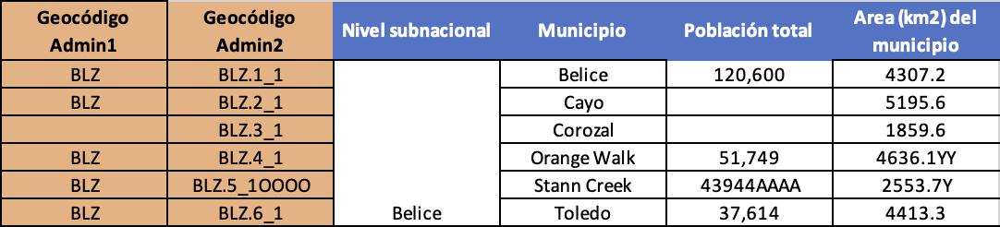 Geocódigo Admin1 Geocódigo Admin2 Nivel subnacional Municipio Población total Area (km2) del municipio
BLZ BLZ.1_1 Belice 120,600 4307.2
BLZ BLZ.2_1 Cayo 5195.6
BLZ.3_1 Corozal 1859.6
BLZ BLZ.4_1 Orange Walk 51,749 4636.1YY
BLZ BLZ.5_1OOOO Stann Creek 43944AAAA 2553.7Y
BLZ BLZ.6_1 Belice Toledo 37,614 4413.3